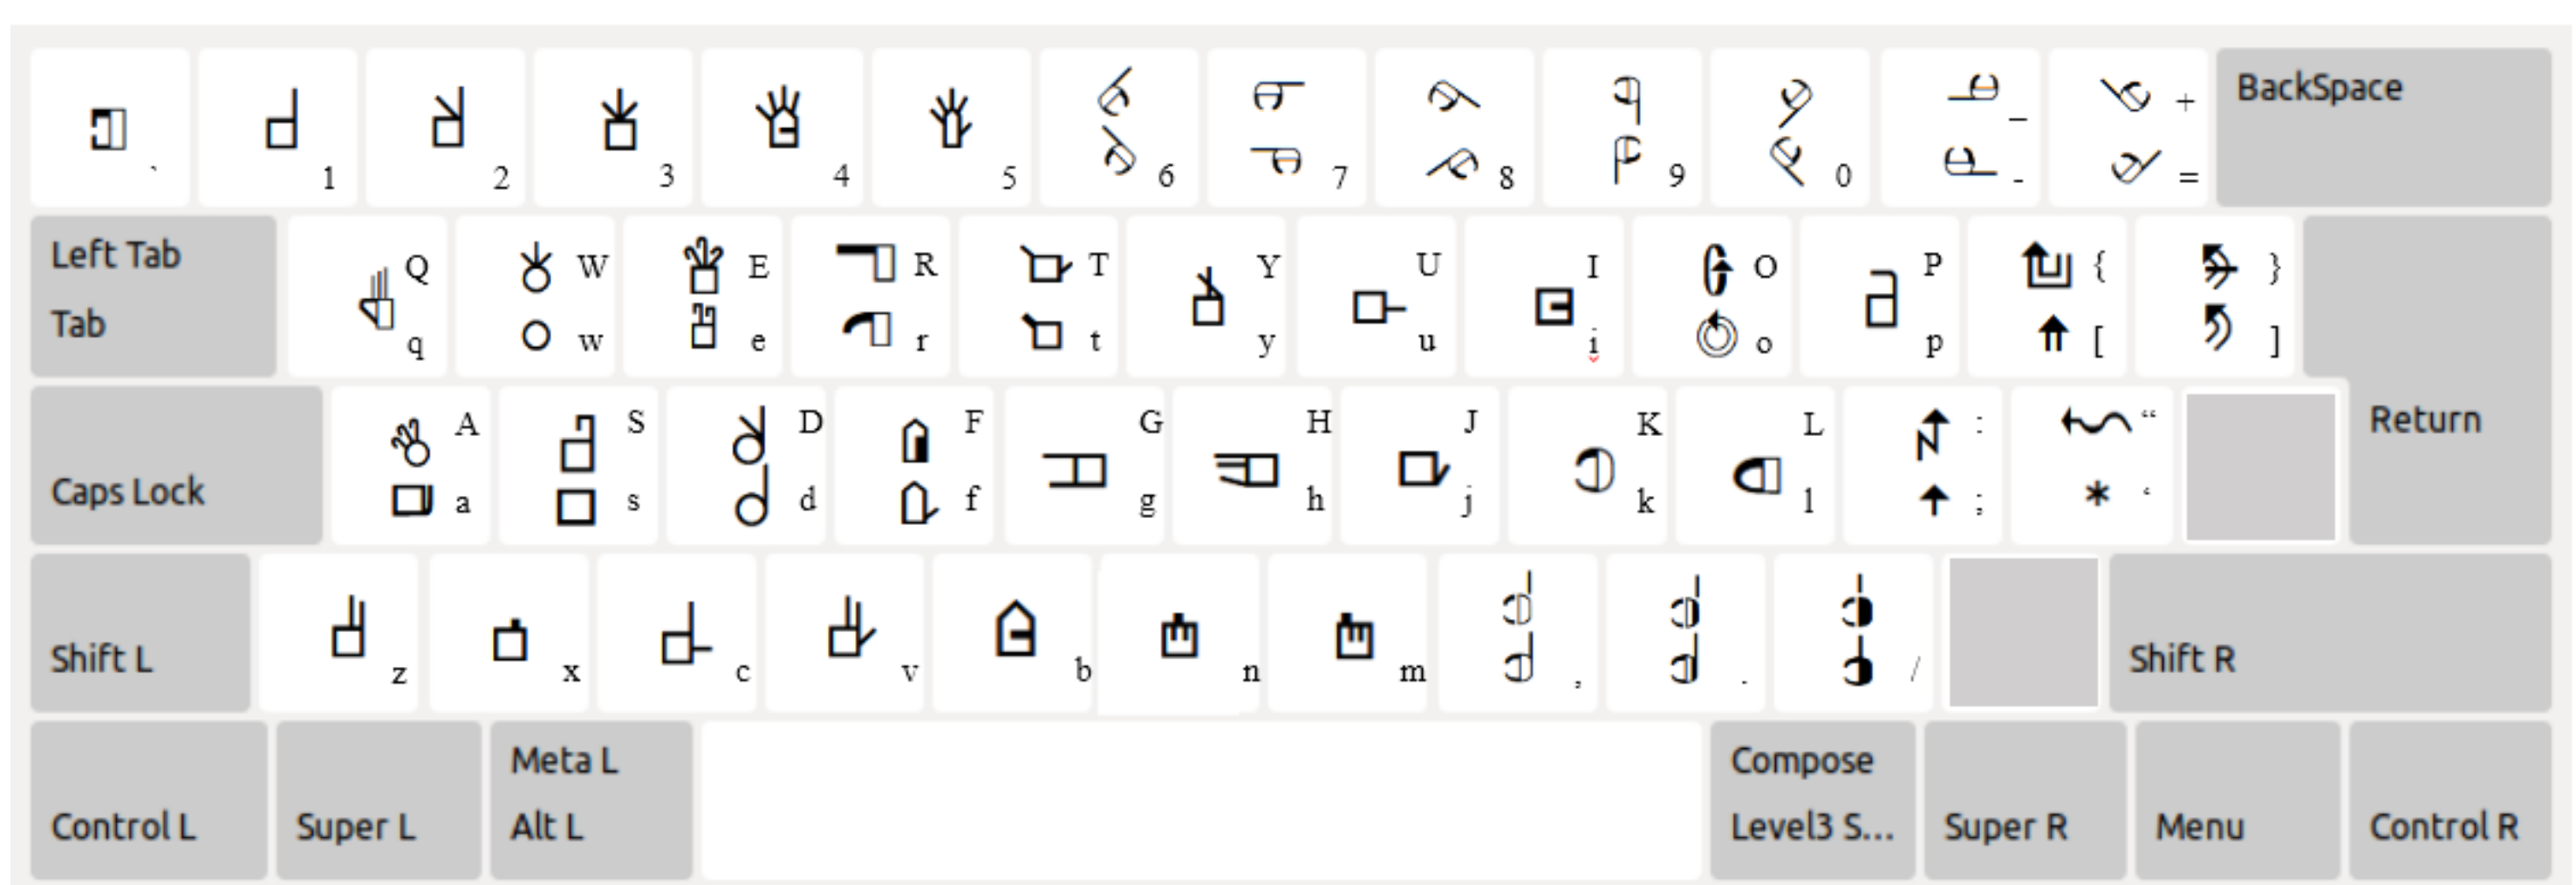 ` 1 2 3 4 5 6 7 8 9 0 _ - + = BackSpace
Left Tab Q W E R T Y U I O P { }
Tab q w e r t y u i o p [ ]
Caps Lock A S D F G H J K L : “ Return
a s d f g h j k l ; ‘
Shift L z x c v b n m , . / Shift R
Meta L Compose
Control L Super L Alt L Level3 S... Super R Menu Control R